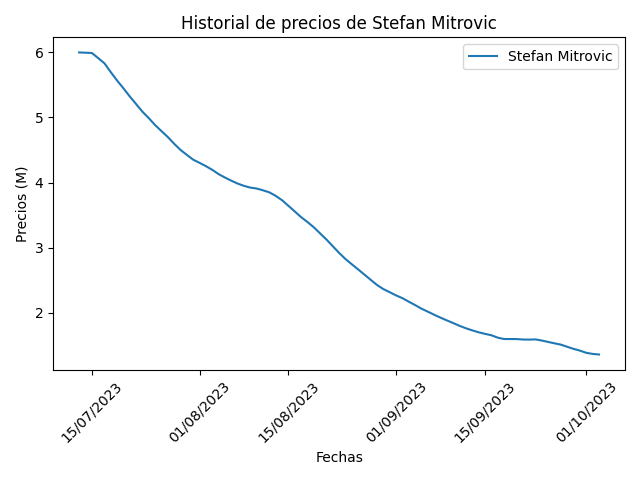 Historial de precios de Stefan Mitrovic
Stefan Mitrovic
Precios (M)
6
5
4
3
2
15/07/2023
01/08/2023
15/08/2023
01/09/2023
15/09/2023
01/10/2023
Fechas